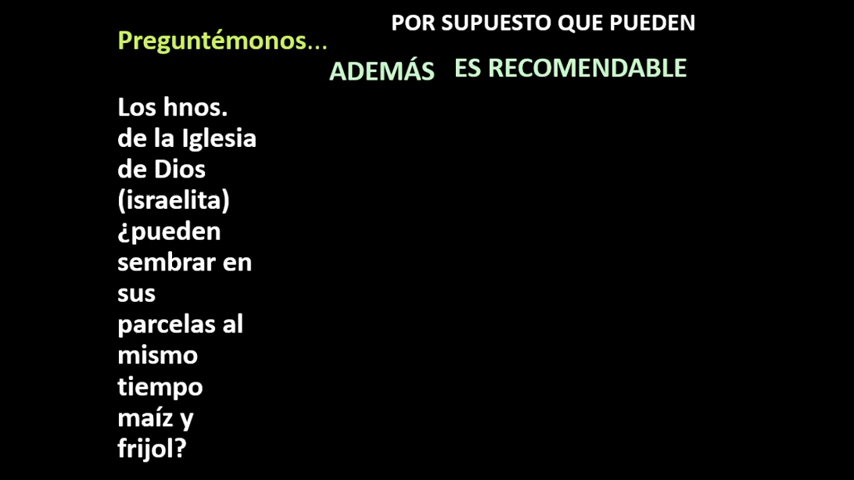 Preguntémonos...
POR SUPUESTO QUE PUEDEN
ADEMÁS ES RECOMENDABLE
Los hnos.
de la Iglesia
de Dios
(israelita)
¿pueden
sembrar en
sus
parcelas al
mismo
tiempo
maíz y
frijol?